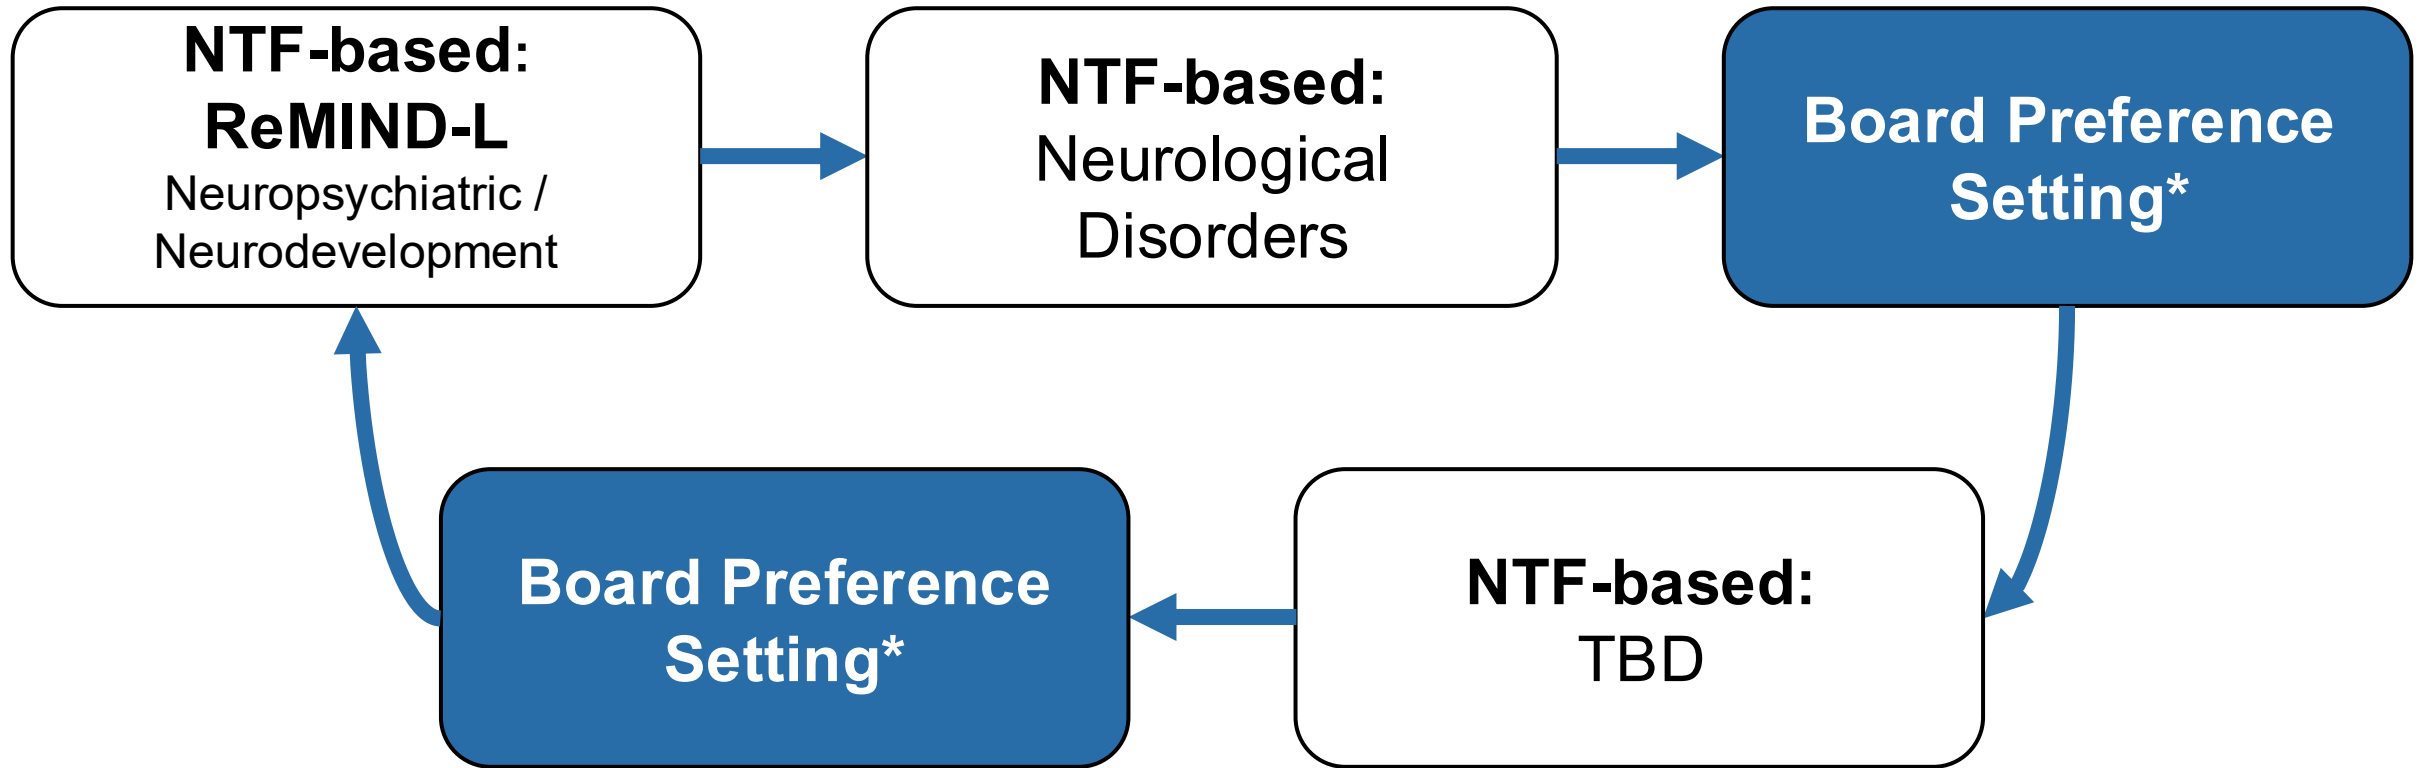 NTF-based:
ReMIND-L
Neuropsychiatric /
Neurodevelopment
NTF-based:
Neurological
Disorders
Board Preference
Setting*
Board Preference
Setting*
NTF-based:
TBD